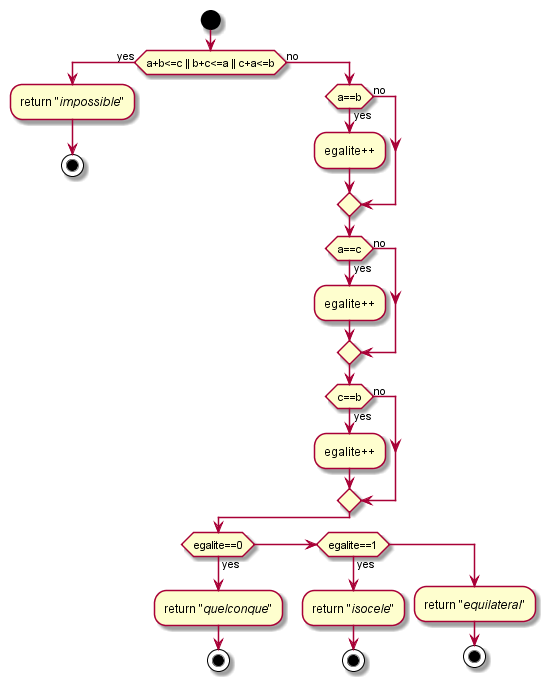 yes
a+b<=c || b+c<=a || c+a<=b
no
return "impossible"
a==b
no
yes
egalite++
a==c
no
yes
egalite++
c==b
no
yes
egalite++
egalite==0
egalite==1
yes
yes
return "quelconque"
return "isocele"
return "equilateral"